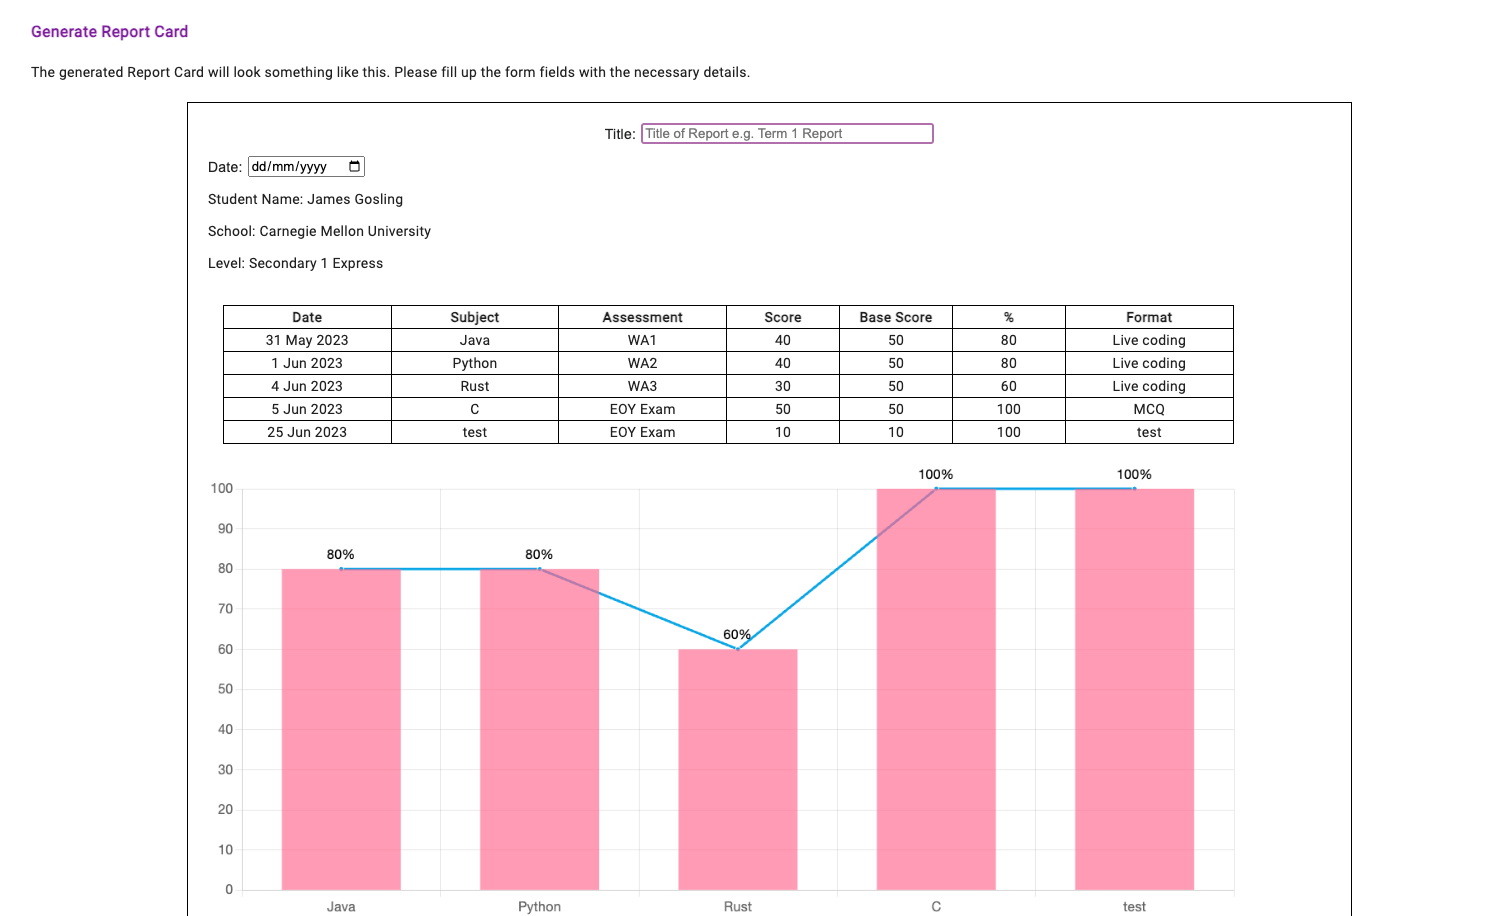 Generate Report Card
The generated Report Card will look something like this. Please fill up the form fields with the necessary details.
Title: Title of Report e.g. Term 1 Report
Date: dd/mm/yyyy
Student Name: James Gosling
School: Carnegie Mellon University
Level: Secondary 1 Express
Date Subject Assessment Score Base Score % Format
31 May 2023 Java WA1 40 50 80 Live coding
1 Jun 2023 Python WA2 40 50 80 Live coding
4 Jun 2023 Rust WA3 30 50 60 Live coding
5 Jun 2023 C EOY Exam 50 50 100 MCQ
25 Jun 2023 test EOY Exam 10 10 100 test
100% 100%
100
90
80% 80%
80
70
60%
60
50
40
30
20
10
0
Java Python Rust C test